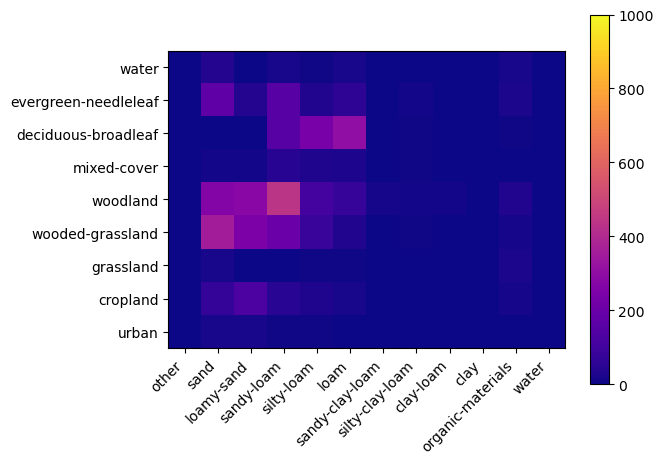 water
evergreen-needleleaf
deciduous-broadleaf
mixed-cover
woodland
wooded-grassland
grassland
cropland
urban
other
sand
loamy-sand
sandy-loam
silty-loam
loam
sandy-clay-loam
silty-clay-loam
clay-loam
clay
organic-materials
water
1000
800
600
400
200
0